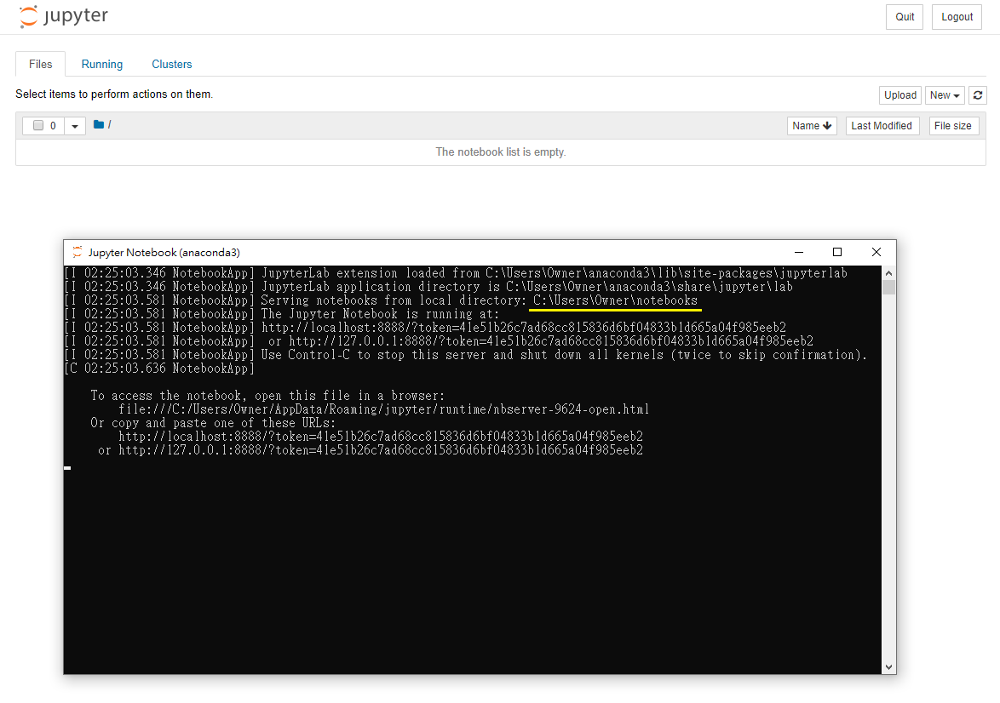 jupyter Quit Logout
Files Running Clusters
Select items to perform actions on them. Upload New
0 / Name Last Modified File size
The notebook list is empty.
Jupyter Notebook (anaconda3)
[I 02:25:03.346 NotebookApp] JupyterLab extension loaded from C:\Users\Owner\anaconda3\lib\site-packages\jupyterlab
[I 02:25:03.346 NotebookApp] JupyterLab application directory is C:\Users\Owner\anaconda3\share\jupyter\lab
[I 02:25:03.581 NotebookApp] Serving notebooks from local directory: C:\Users\Owner\notebooks
[I 02:25:03.581 NotebookApp] The Jupyter Notebook is running at:
[I 02:25:03.581 NotebookApp] http://localhost:8888/?token=41e51b26c7ad68cc815836d6bf04833b1d665a04f985eeb2
[I 02:25:03.581 NotebookApp]  or http://127.0.0.1:8888/?token=41e51b26c7ad68cc815836d6bf04833b1d665a04f985eeb2
[I 02:25:03.581 NotebookApp] Use Control-C to stop this server and shut down all kernels (twice to skip confirmation).
[C 02:25:03.636 NotebookApp]
To access the notebook, open this file in a browser:
file:///C:/Users/Owner/AppData/Roaming/jupyter/runtime/nbserver-9624-open.html
Or copy and paste one of these URLs:
http://localhost:8888/?token=41e51b26c7ad68cc815836d6bf04833b1d665a04f985eeb2
or http://127.0.0.1:8888/?token=41e51b26c7ad68cc815836d6bf04833b1d665a04f985eeb2